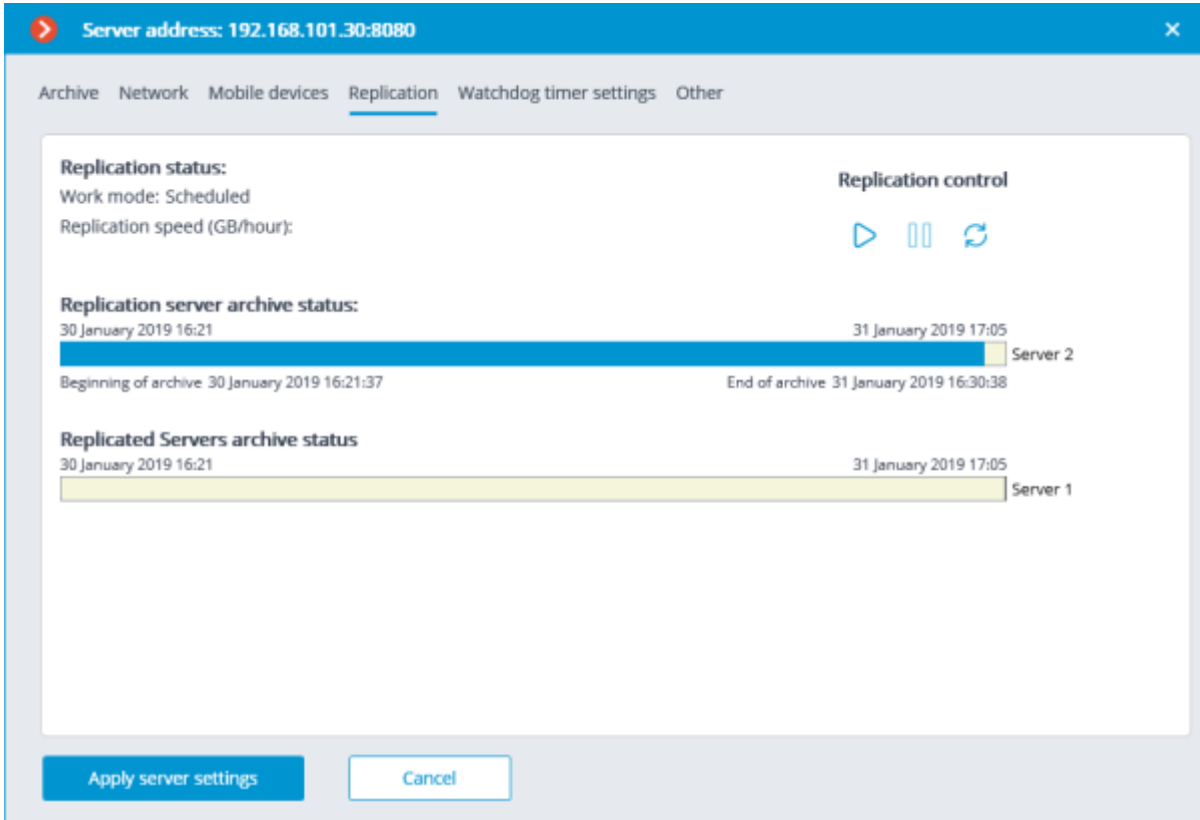 Server address: 192.168.101.30:8080
Archive Network Mobile devices Replication Watchdog timer settings Other
Replication status:
Work mode: Scheduled
Replication speed (GB/hour):
Replication control
Replication server archive status:
30 January 2019 16:21 31 January 2019 17:05
Server 2
Beginning of archive 30 January 2019 16:21:37 End of archive 31 January 2019 16:30:38
Replicated Servers archive status
30 January 2019 16:21 31 January 2019 17:05
Server 1
Apply server settings Cancel